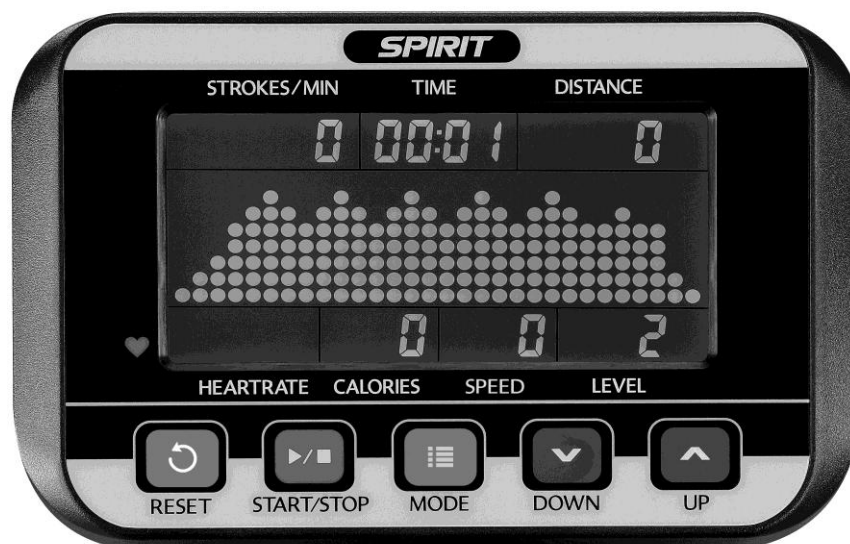 SPIRIT
STROKES/MIN TIME DISTANCE
0 00:01 0
0 0 2
HEARTRATE CALORIES SPEED LEVEL
RESET START/STOP MODE DOWN UP